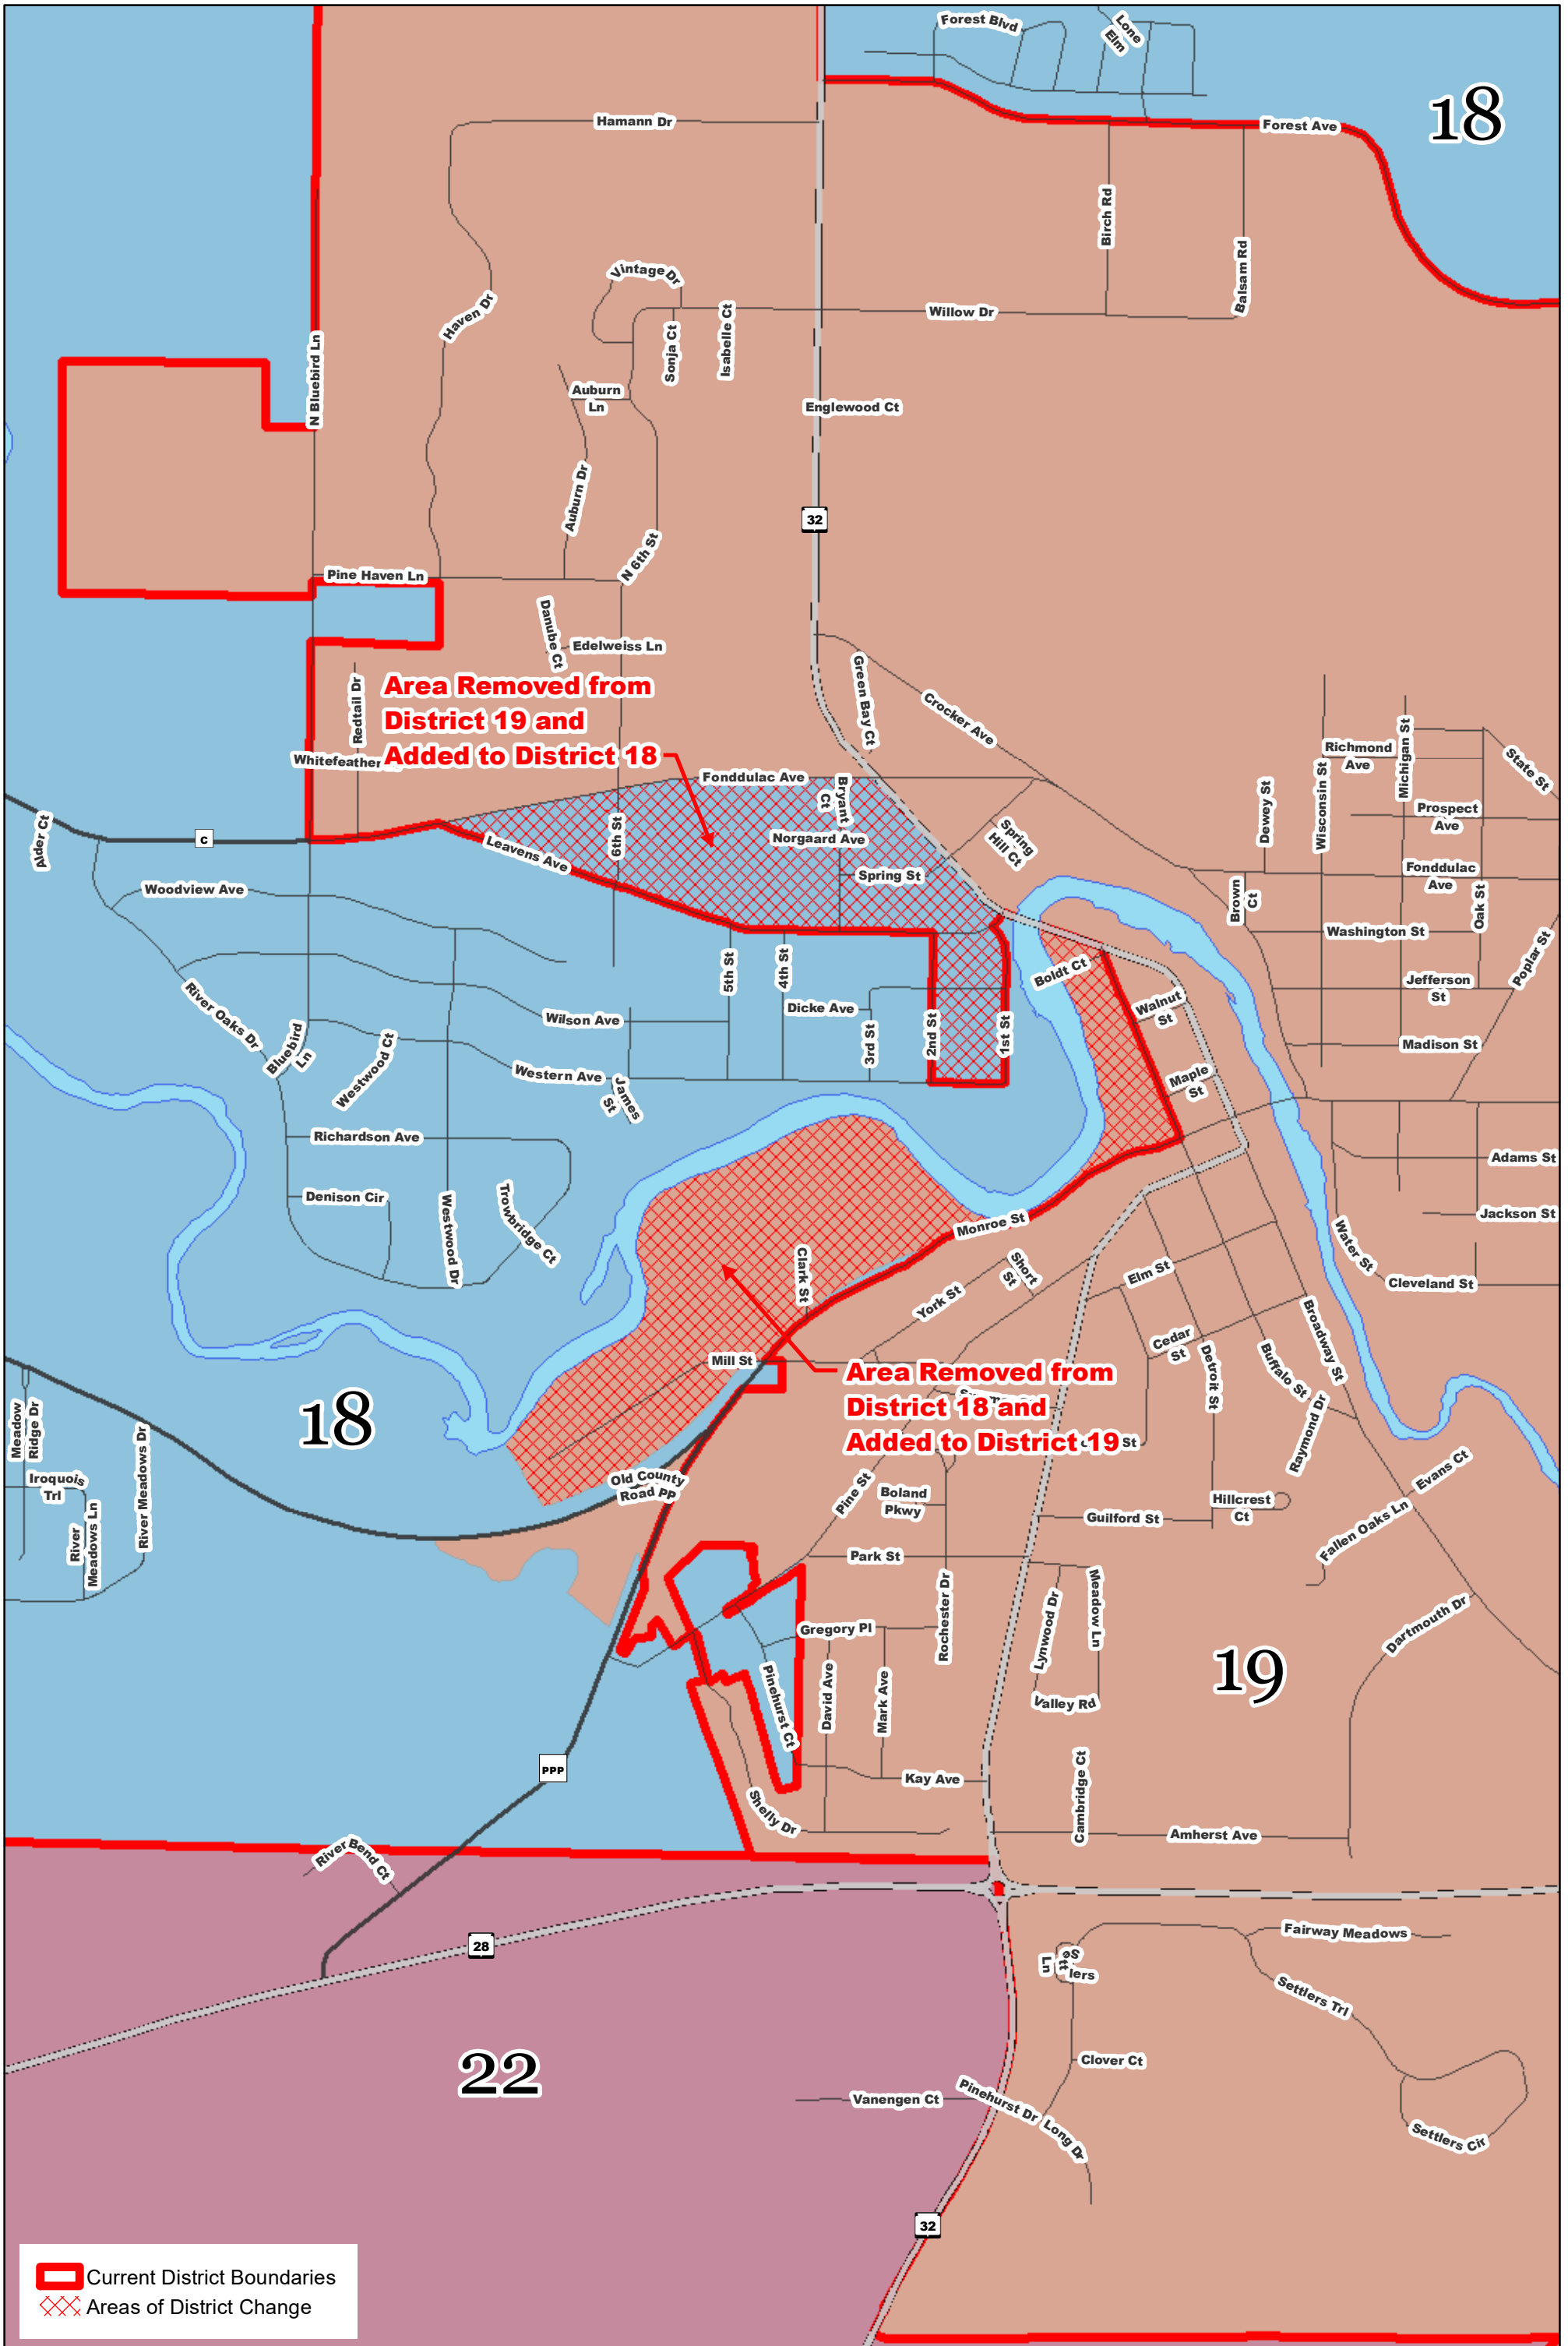 Forest Blvd
Lone
Elm
18
Forest Ave
Hamann Dr
Birch Rd
Balsam Rd
Vintage Dr
Haven Dr
Sonja Ct
Isabelle Ct
Willow Dr
N Bluebird Ln
Auburn
Ln
Englewood Ct
Auburn Dr
32
N 6th St
Pine Haven Ln
Danube Ct
Edelweiss Ln
Green Bay Ct
Crocker Ave
Redtail Dr
Area Removed from
District 19 and
Added to District 18
Whitefeather
Fonddulac Ave
Bryant
Ct
Richmond
Ave
Michigan St
State St
Wisconsin St
Dewey St
Prospect
Ave
Alder Ct
C
6th St
Leavens Ave
Norgaard Ave
Spring
Hill Ct
Spring St
Fonddulac
Ave
Woodview Ave
Brown
Ct
Oak St
Washington St
Poplar St
5th St
4th St
Boldt Ct
Jefferson
St
River Oaks Dr
Wilson Ave
Dicke Ave
3rd St
2nd St
1st St
Walnut
St
Madison St
Bluebird
Ln
Westwood Ct
Western Ave
James
St
Maple
St
Richardson Ave
Adams St
Denison Cir
Westwood Dr
Trowbridge Ct
Monroe St
Jackson St
Clark St
Short
St
Elm St
Water St
Cleveland St
York St
Broadway St
Cedar
St
Detroit St
Buffalo St
Mill St
Area Removed from
District 18 and
Added to District 19
St
Raymond Dr
18
Meadow
Ridge Dr
River Meadows Dr
Iroquois
Trl
River
Meadows Ln
Old County
Road PP
Pine St
Boland
Pkwy
Evans Ct
Hillcrest
Ct
Guilford St
Fallen Oaks Ln
Park St
Rochester Dr
Lynwood Dr
Meadow Ln
Dartmouth Dr
Gregory Pl
Pinehurst Ct
David Ave
Mark Ave
Valley Rd
19
PPP
Kay Ave
Cambridge Ct
Shelly Dr
Amherst Ave
River Bend Ct
28
Fairway Meadows
Settlers
Ln
Settlers Trl
22
Clover Ct
Vanengen Ct
Pinehurst Dr
Long Dr
Settlers Cir
32
Current District Boundaries
Areas of District Change